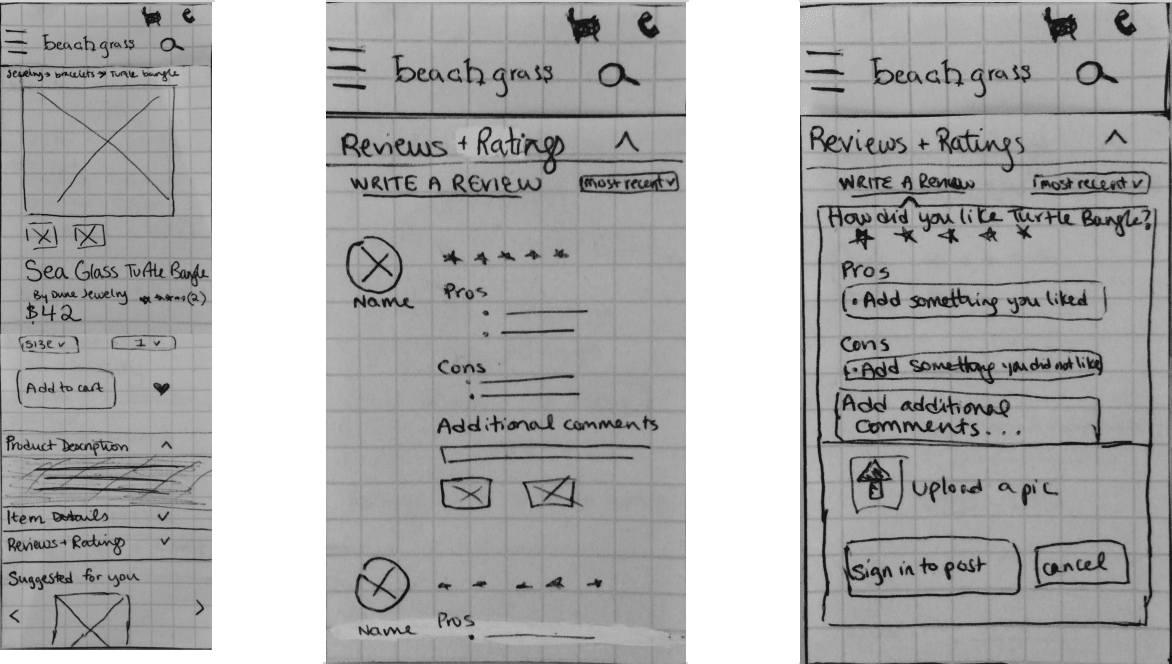 beachgrass
Jewelry > bracelets > Turtle bangle
Sea Glass Turtle Bangle
By Dune Jewelry (2)
$42
size 1
Add to cart
Product Description
Item Details
Reviews + Ratings
Suggested for you
beachgrass
Reviews + Ratings
WRITE A REVIEW most recent
Name
Pros
Cons
Additional comments
Name
Pros
beachgrass
Reviews + Ratings
WRITE A REVIEW most recent
How did you like Turtle Bangle?
Pros
• Add something you liked
Cons
• Add something you did not like
Add additional
comments...
Upload a pic
Sign in to post cancel